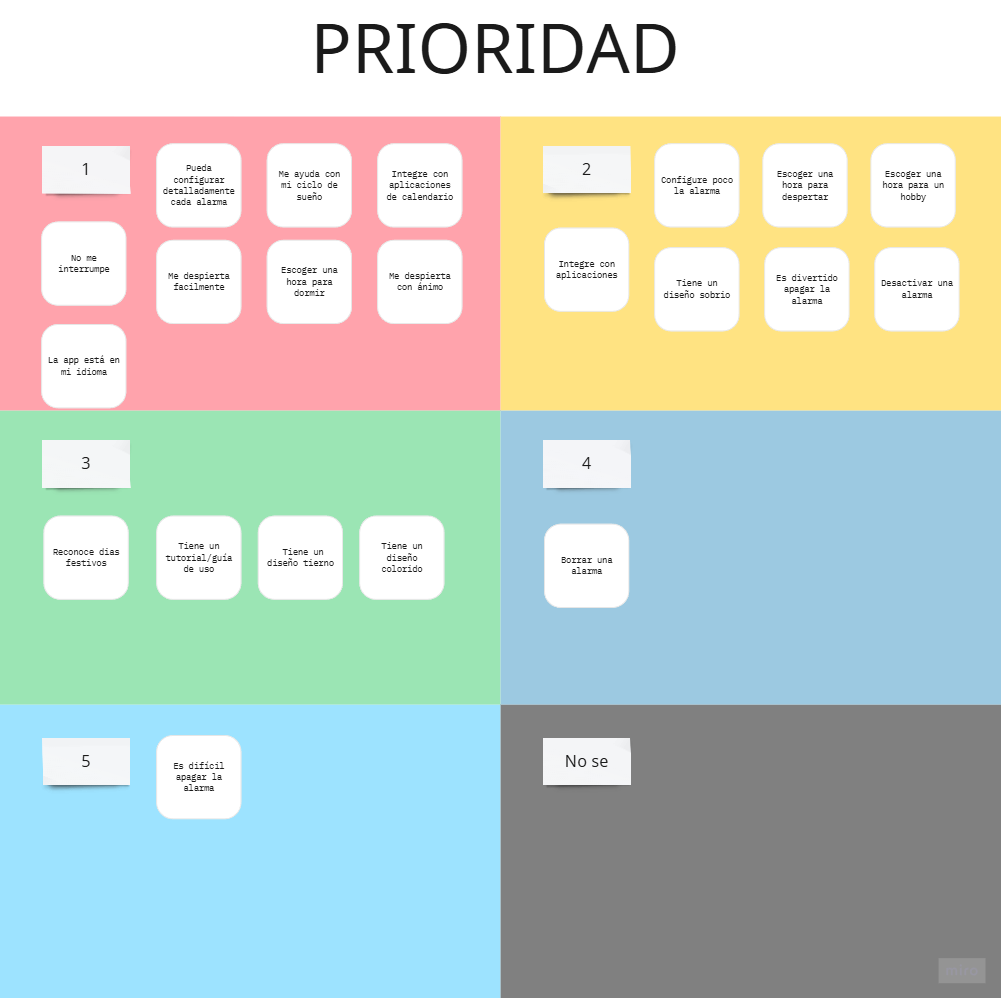 PRIORIDAD
1
Pueda
configurar
detalladamente
cada alarma
Me ayuda con
mi ciclo de
sueño
Integre con
aplicaciones
de calendario
No me
interrumpe
Me despierta
facilmente
Escoger una
hora para
dormir
Me despierta
con ánimo
La app está en
mi idioma
2
Configure poco
la alarma
Escoger una
hora para
despertar
Escoger una
hora para un
hobby
Integre con
aplicaciones
Tiene un
diseño sobrio
Es divertido
apagar la
alarma
Desactivar una
alarma
3
Reconoce dias
festivos
Tiene un
tutorial/guía
de uso
Tiene un
diseño tierno
Tiene un
diseño
colorido
4
Borrar una
alarma
5
Es difícil
apagar la
alarma
No se
miro